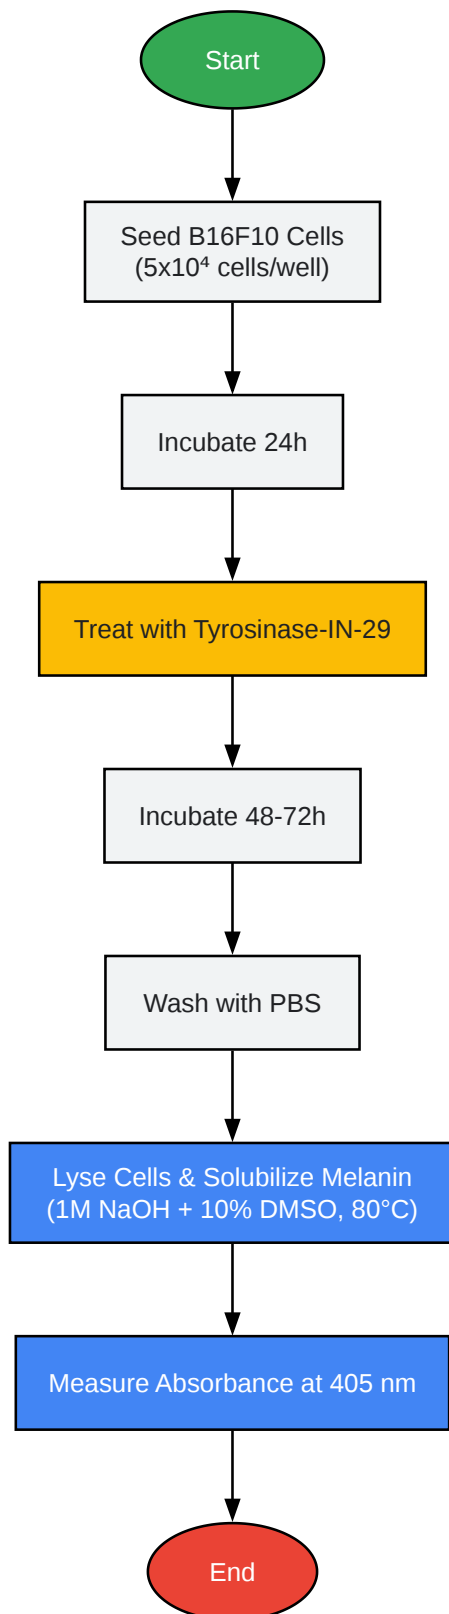 Start
Seed B16F10 Cells
(5x10⁴ cells/well)
Incubate 24h
Treat with Tyrosinase-IN-29
Incubate 48-72h
Wash with PBS
Lyse Cells & Solubilize Melanin
(1M NaOH + 10% DMSO, 80°C)
Measure Absorbance at 405 nm
End